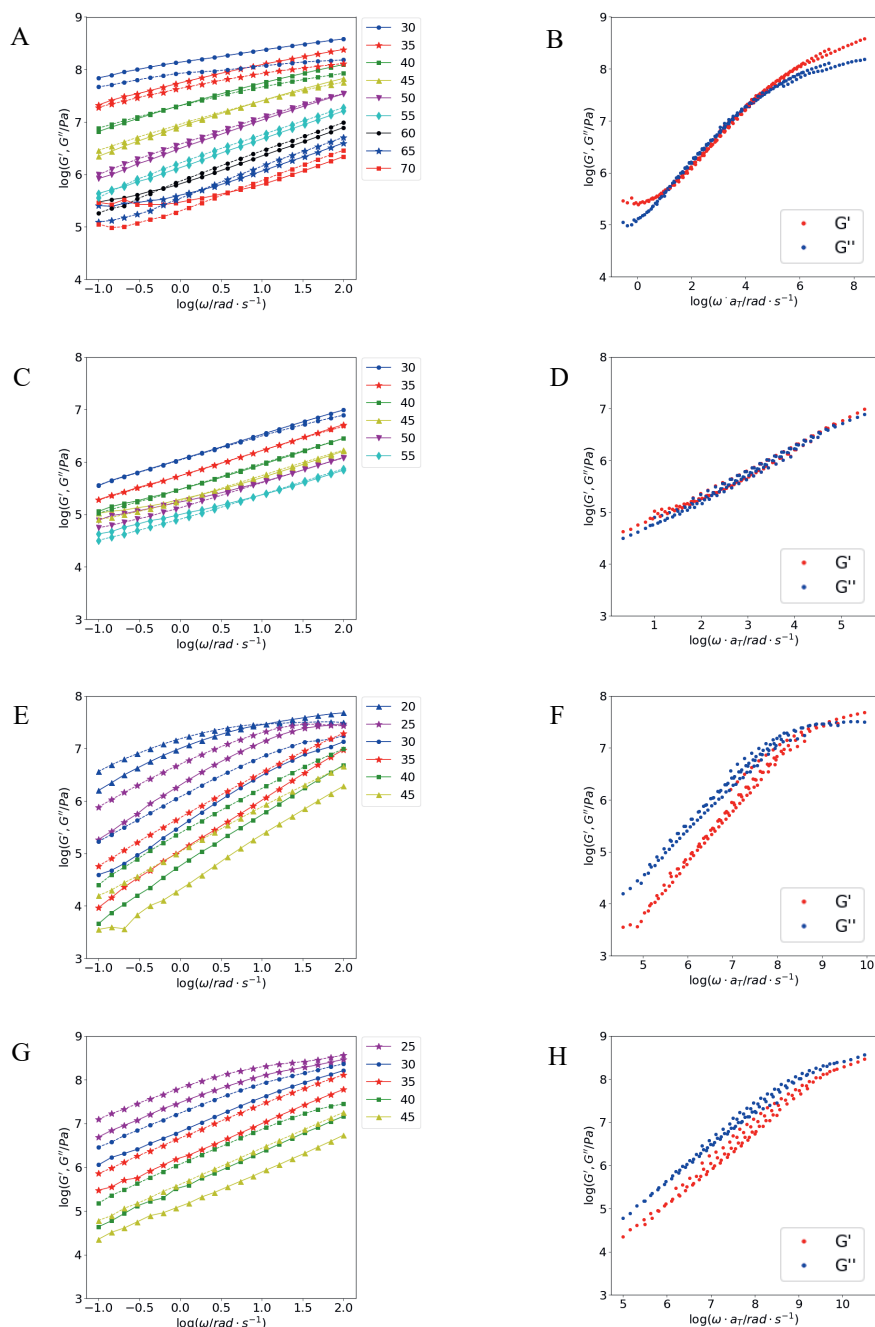 A
9
8
7
6
5
4
log(G′, G″/Pa)
−1.0 −0.5 0.0 0.5 1.0 1.5 2.0
log(ω/rad · s⁻¹)
30
35
40
45
50
55
60
65
70
B
9
8
7
6
5
4
log(G′, G″/Pa)
0 2 4 6 8
log(ω · a_T/rad · s⁻¹)
G'
G''
C
8
7
6
5
4
3
log(G′, G″/Pa)
−1.0 −0.5 0.0 0.5 1.0 1.5 2.0
log(ω/rad · s⁻¹)
30
35
40
45
50
55
D
8
7
6
5
4
3
log(G′, G″/Pa)
1 2 3 4 5
log(ω · a_T/rad · s⁻¹)
G'
G''
E
8
7
6
5
4
3
log(G′, G″/Pa)
−1.0 −0.5 0.0 0.5 1.0 1.5 2.0
log(ω/rad · s⁻¹)
20
25
30
35
40
45
F
8
7
6
5
4
3
log(G′, G″/Pa)
5 6 7 8 9 10
log(ω · a_T/rad · s⁻¹)
G'
G''
G
9
8
7
6
5
4
3
log(G′, G″/Pa)
−1.0 −0.5 0.0 0.5 1.0 1.5 2.0
log(ω/rad · s⁻¹)
25
30
35
40
45
H
9
8
7
6
5
4
3
log(G′, G″/Pa)
5 6 7 8 9 10
log(ω · a_T/rad · s⁻¹)
G'
G''